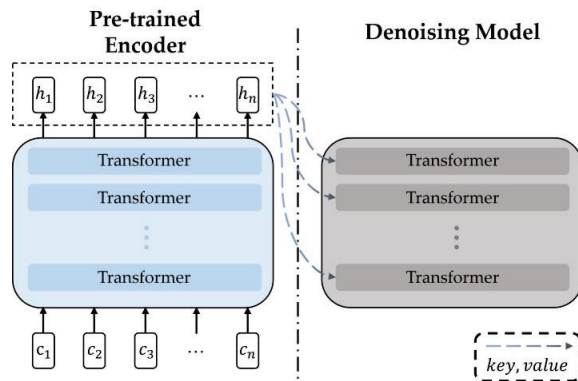 Pre-trained
Encoder
Denoising Model
h₁ h₂ h₃ ... hₙ
Transformer
Transformer
Transformer
c₁ c₂ c₃ ... cₙ
Transformer
Transformer
Transformer
key, value